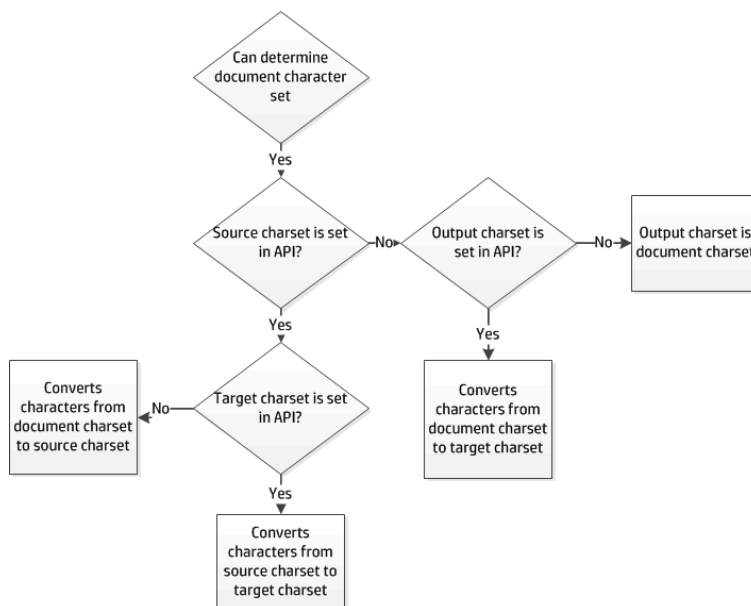 Can determine
document character
set
Yes
Source charset is set
in API?
No
Output charset is
set in API?
No
Output charset is
document charset
Yes
Yes
Converts
characters from
document charset
to source charset
No
Target charset is set
in API?
Converts
characters from
document charset
to target charset
Yes
Converts
characters from
source charset to
target charset